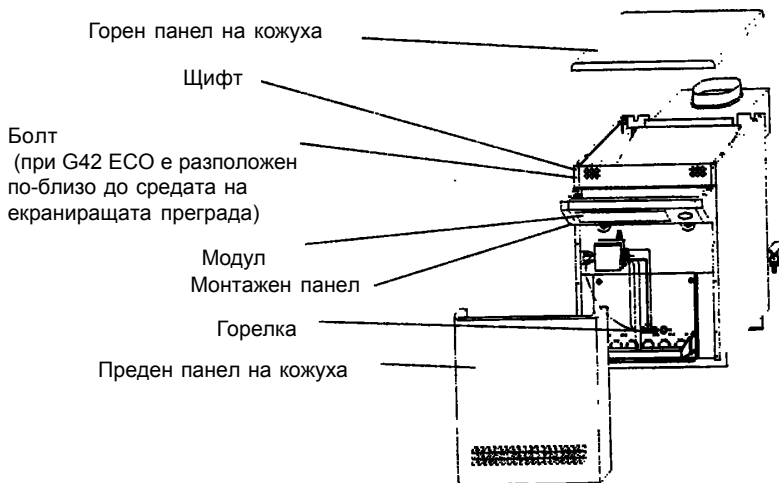 Горен панел на кожуха
Щифт
Болт
(при G42 ECO е разположен
по-близо до средата на
екраниращата преграда)
Модул
Монтажен панел
Горелка
Преден панел на кожуха